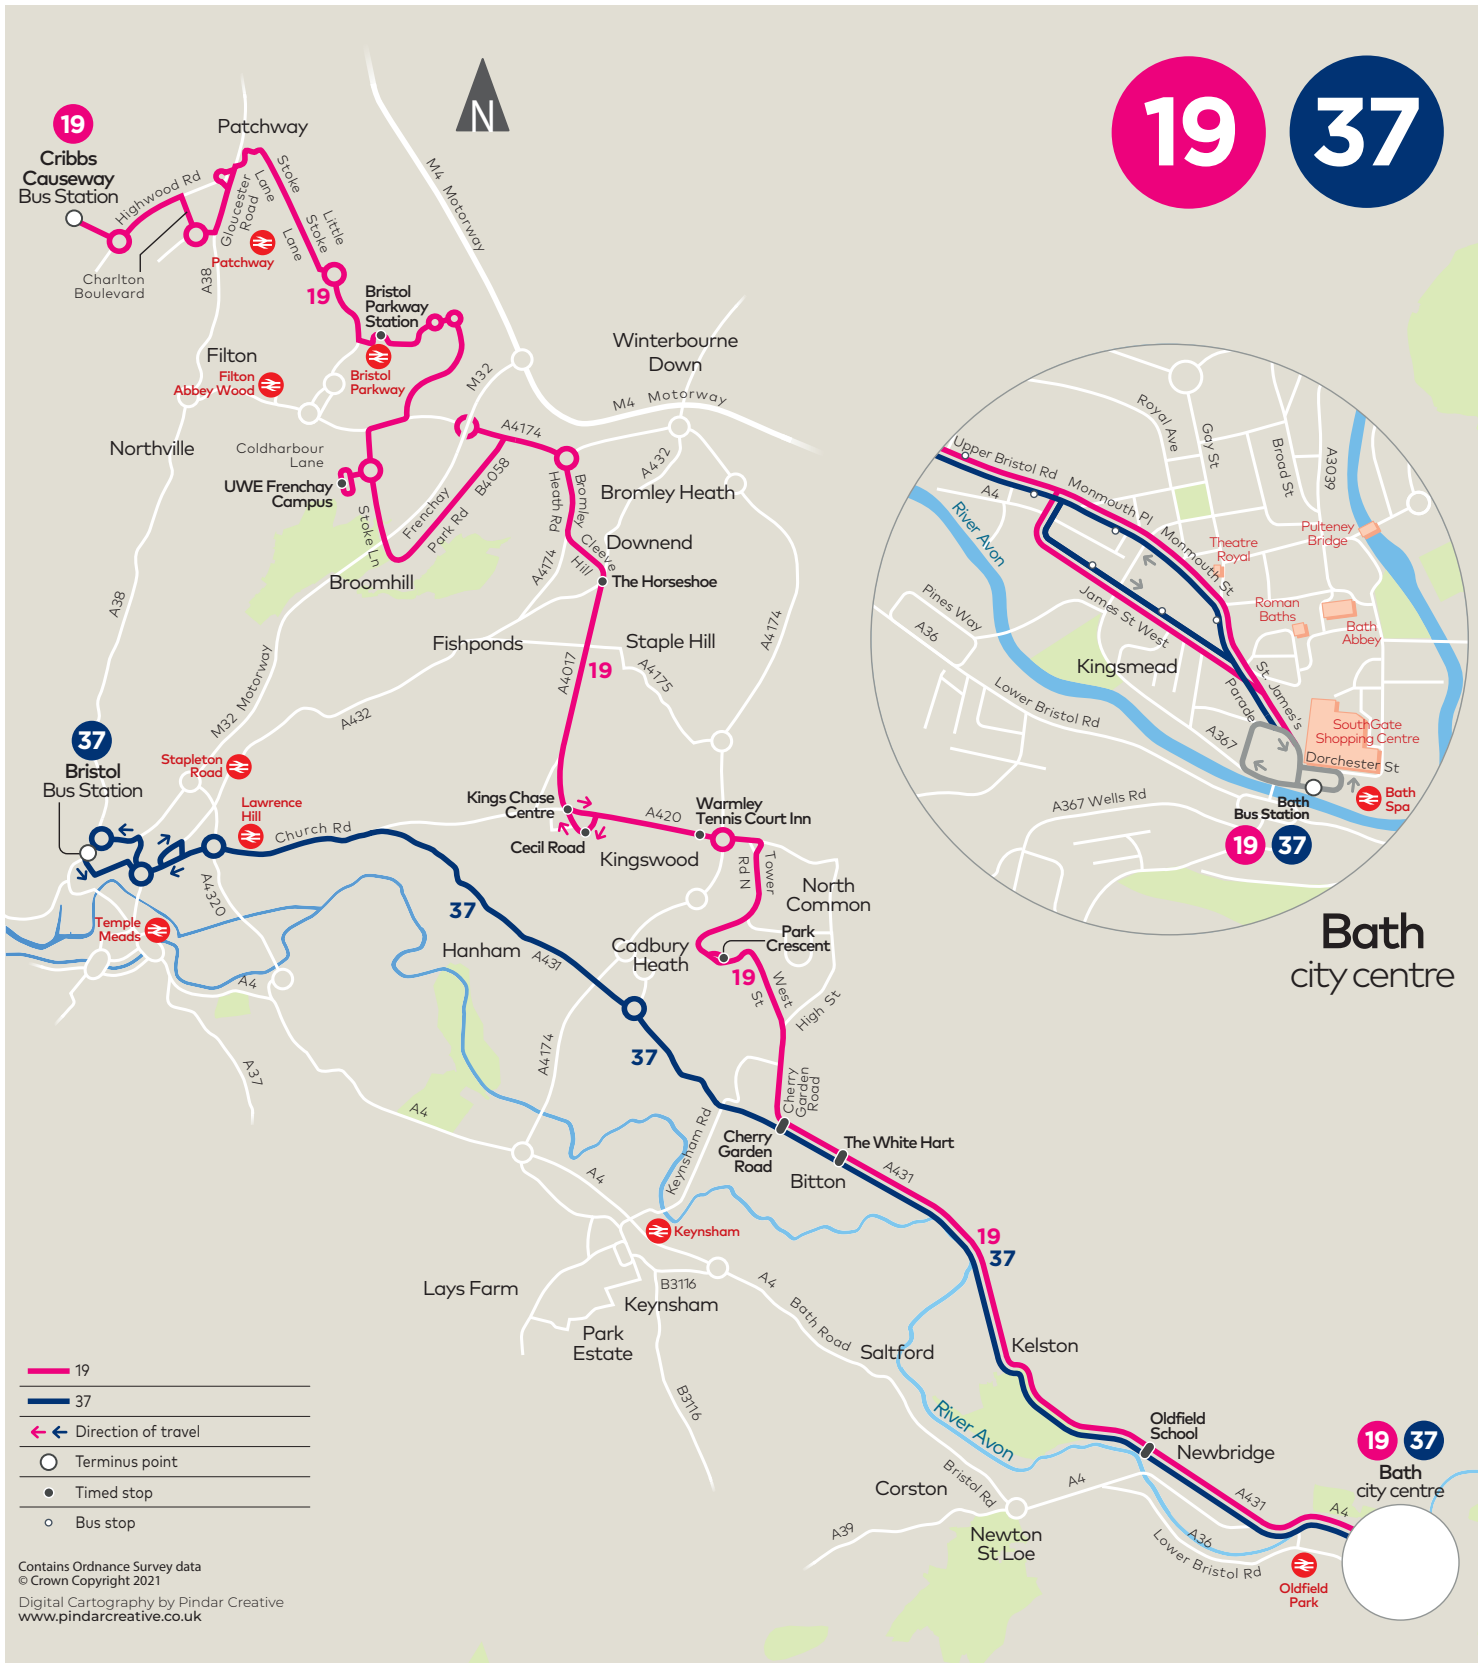 19
37
N
19
Cribbs
Causeway
Bus Station
Patchway
Highwood Rd
Gloucester
Road
Stoke
Lane
Little
Stoke
Lane
Patchway
Charlton
Boulevard
A38
19
Bristol
Parkway
Station
Bristol
Parkway
M4 Motorway
Filton
Filton
Abbey Wood
M32
Winterbourne
Down
M4 Motorway
Northville
Coldharbour
Lane
UWE Frenchay
Campus
A4174
B4058
Frenchay
Park Rd
Stoke Ln
Broomhill
Bromley
Heath Rd
A432
Bromley Heath
Downend
Cleeve
Hill
A4174
The Horseshoe
A38
Fishponds
Staple Hill
A4174
A4175
A4017
19
M32 Motorway
A432
37
Bristol
Bus Station
Stapleton
Road
Lawrence
Hill
Church Rd
Kings Chase
Centre
Cecil Road
A420
Kingswood
Warmley
Tennis Court Inn
Tower
Rd N
North
Common
A4320
Temple
Meads
37
Hanham
A431
Cadbury
Heath
Park
Crescent
19
West
St
High St
A4
A37
A4174
37
Cherry
Garden
Road
A4
Keynsham Rd
Cherry
Garden
Road
The White Hart
Bitton
A431
A4
Keynsham
19
37
Lays Farm
B3116
Keynsham
Park
Estate
A4
Bath Road
Saltford
Kelston
B3116
River Avon
Oldfield
School
Newbridge
Corston
Bristol Rd
A4
A431
A4
A39
Newton
St Loe
A36
Lower Bristol Rd
Oldfield
Park
19
37
Bath
city centre
Upper Bristol Rd
A4
Royal Ave
Gay St
Broad St
A3039
River Avon
Monmouth Pl
Monmouth St
Pulteney
Bridge
Theatre
Royal
Roman
Baths
Bath
Abbey
Pines Way
A36
James St West
Kingsmead
Lower Bristol Rd
St. James's
Parade
A367
SouthGate
Shopping Centre
Dorchester St
A367 Wells Rd
Bath
Bus Station
Bath
Spa
19
37
Bath
city centre
19
37
Direction of travel
Terminus point
Timed stop
Bus stop
Contains Ordnance Survey data
© Crown Copyright 2021
Digital Cartography by Pindar Creative
www.pindarcreative.co.uk